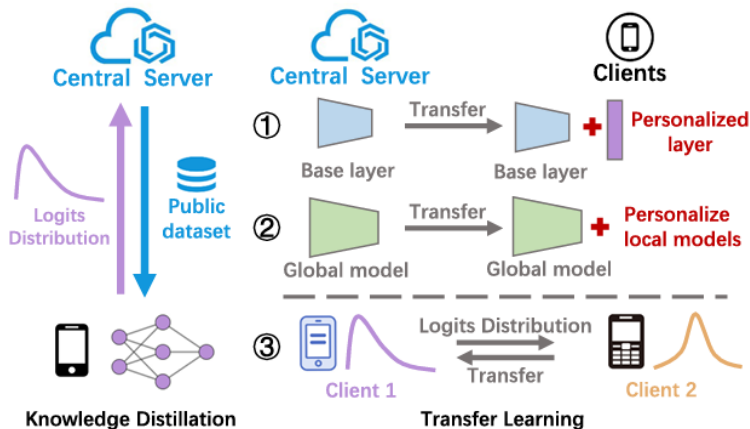 Central Server
Logits
Distribution
Public
dataset
Knowledge Distillation
Central Server
Clients
①
Transfer
Base layer
Base layer
Personalized
layer
②
Transfer
Global model
Global model
Personalize
local models
③
Client 1
Logits Distribution
Transfer
Client 2
Transfer Learning